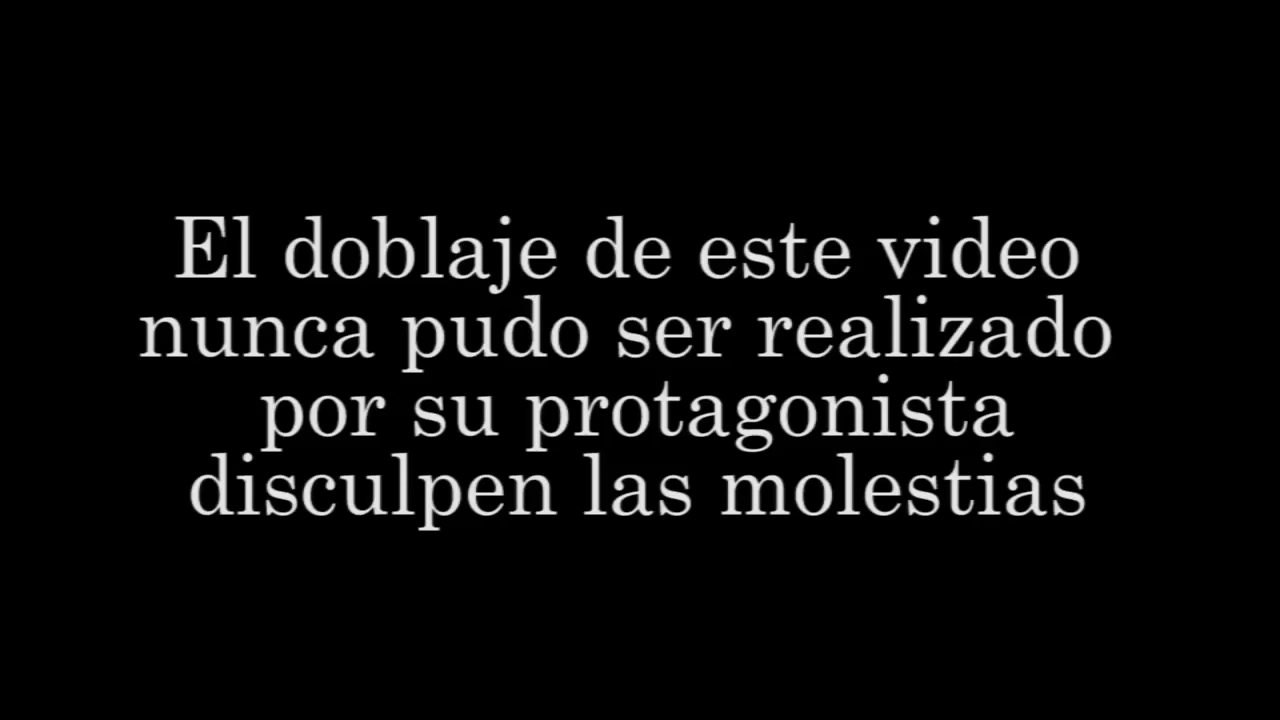 El doblaje de este video
nunca pudo ser realizado
por su protagonista
disculpen las molestias